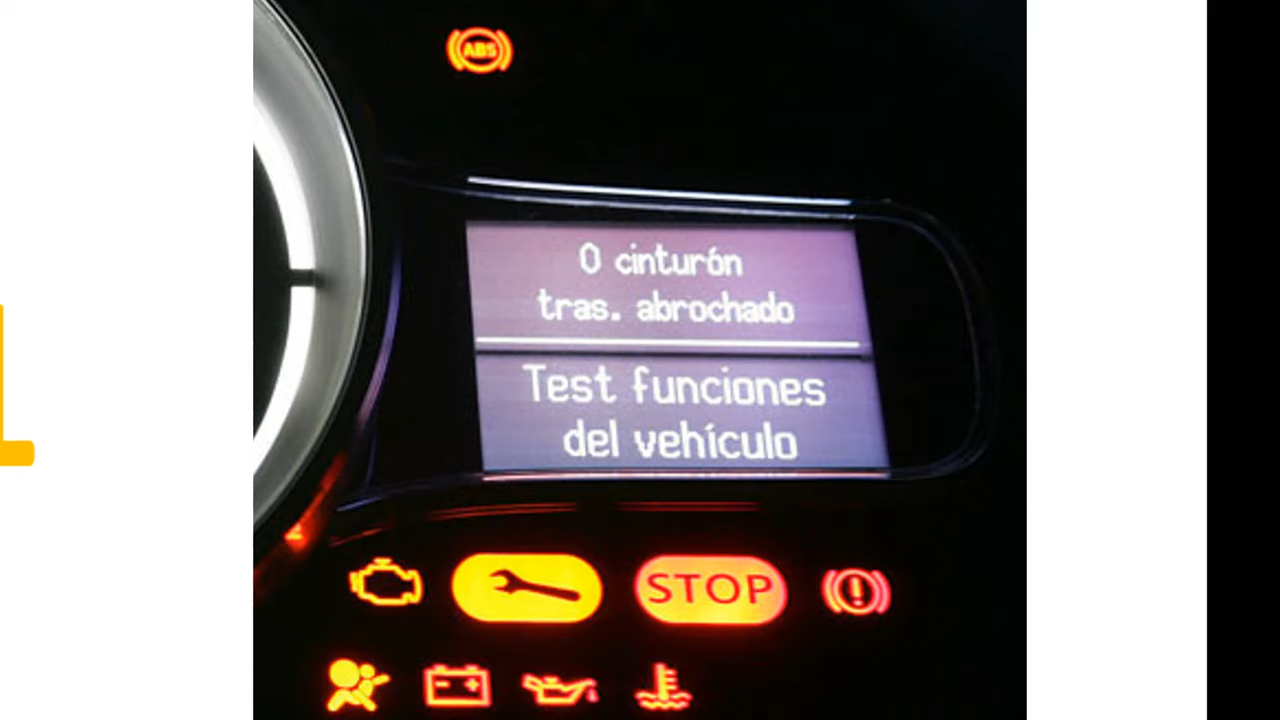 ABS
0 cinturón
tras. abrochado
Test funciones
del vehículo
STOP